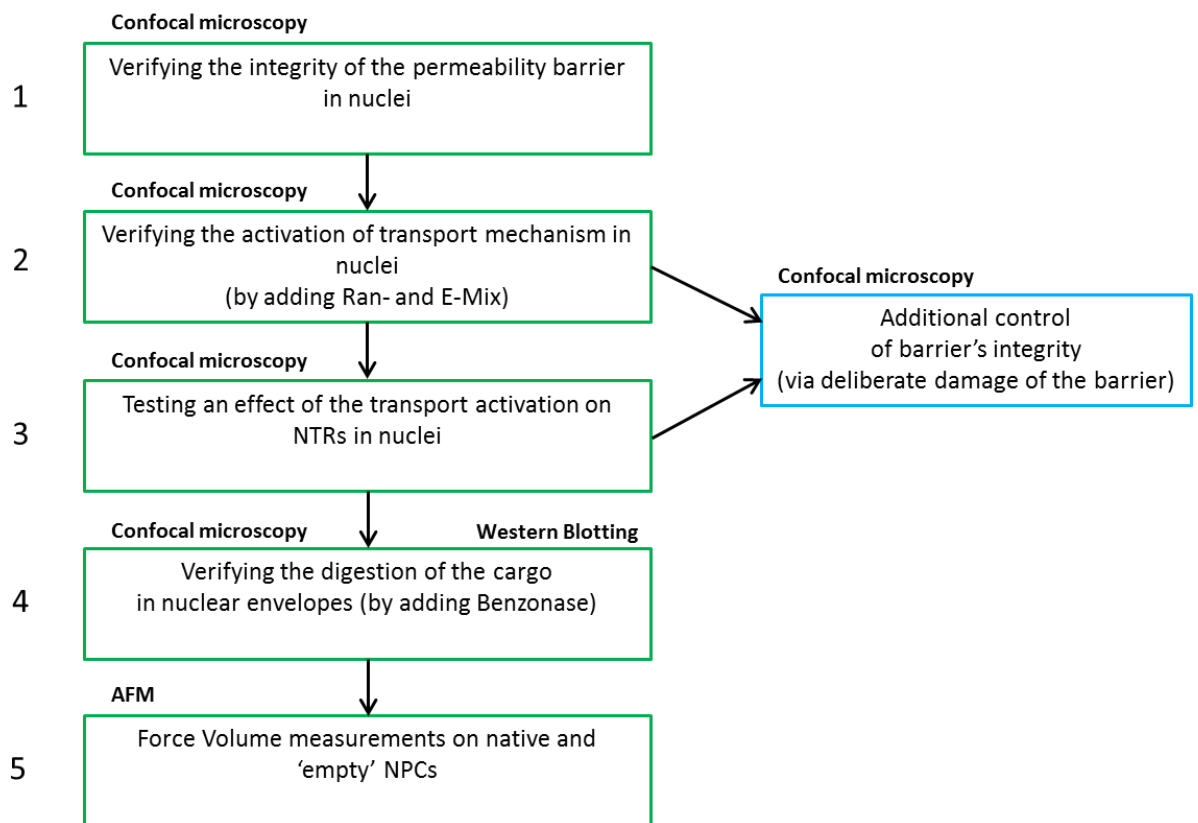 Confocal microscopy
1
Verifying the integrity of the permeability barrier
in nuclei
Confocal microscopy
2
Verifying the activation of transport mechanism in
nuclei
(by adding Ran- and E-Mix)
Confocal microscopy
Additional control
of barrier's integrity
(via deliberate damage of the barrier)
Confocal microscopy
3
Testing an effect of the transport activation on
NTRs in nuclei
Confocal microscopy Western Blotting
4
Verifying the digestion of the cargo
in nuclear envelopes (by adding Benzonase)
AFM
5
Force Volume measurements on native and
‘empty’ NPCs